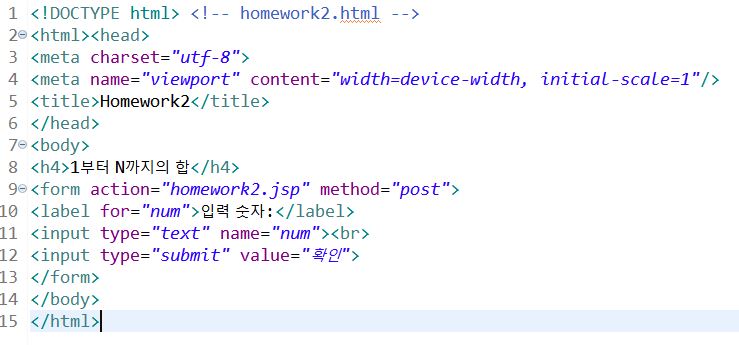 1 <!DOCTYPE html> <!-- homework2.html -->
2 <html><head>
3 <meta charset="utf-8">
4 <meta name="viewport" content="width=device-width, initial-scale=1"/>
5 <title>Homework2</title>
6 </head>
7 <body>
8 <h4>1부터 N까지의 합</h4>
9 <form action="homework2.jsp" method="post">
10 <label for="num">입력 숫자:</label>
11 <input type="text" name="num"><br>
12 <input type="submit" value="확인">
13 </form>
14 </body>
15 </html>